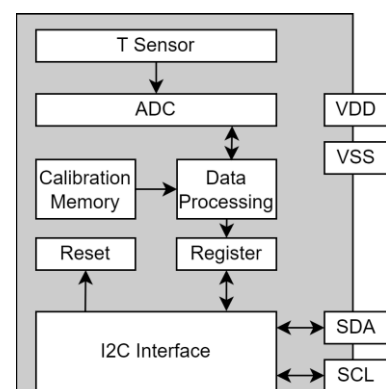 T Sensor
ADC
VDD
VSS
Calibration
Memory
Data
Processing
Reset
Register
I2C Interface
SDA
SCL